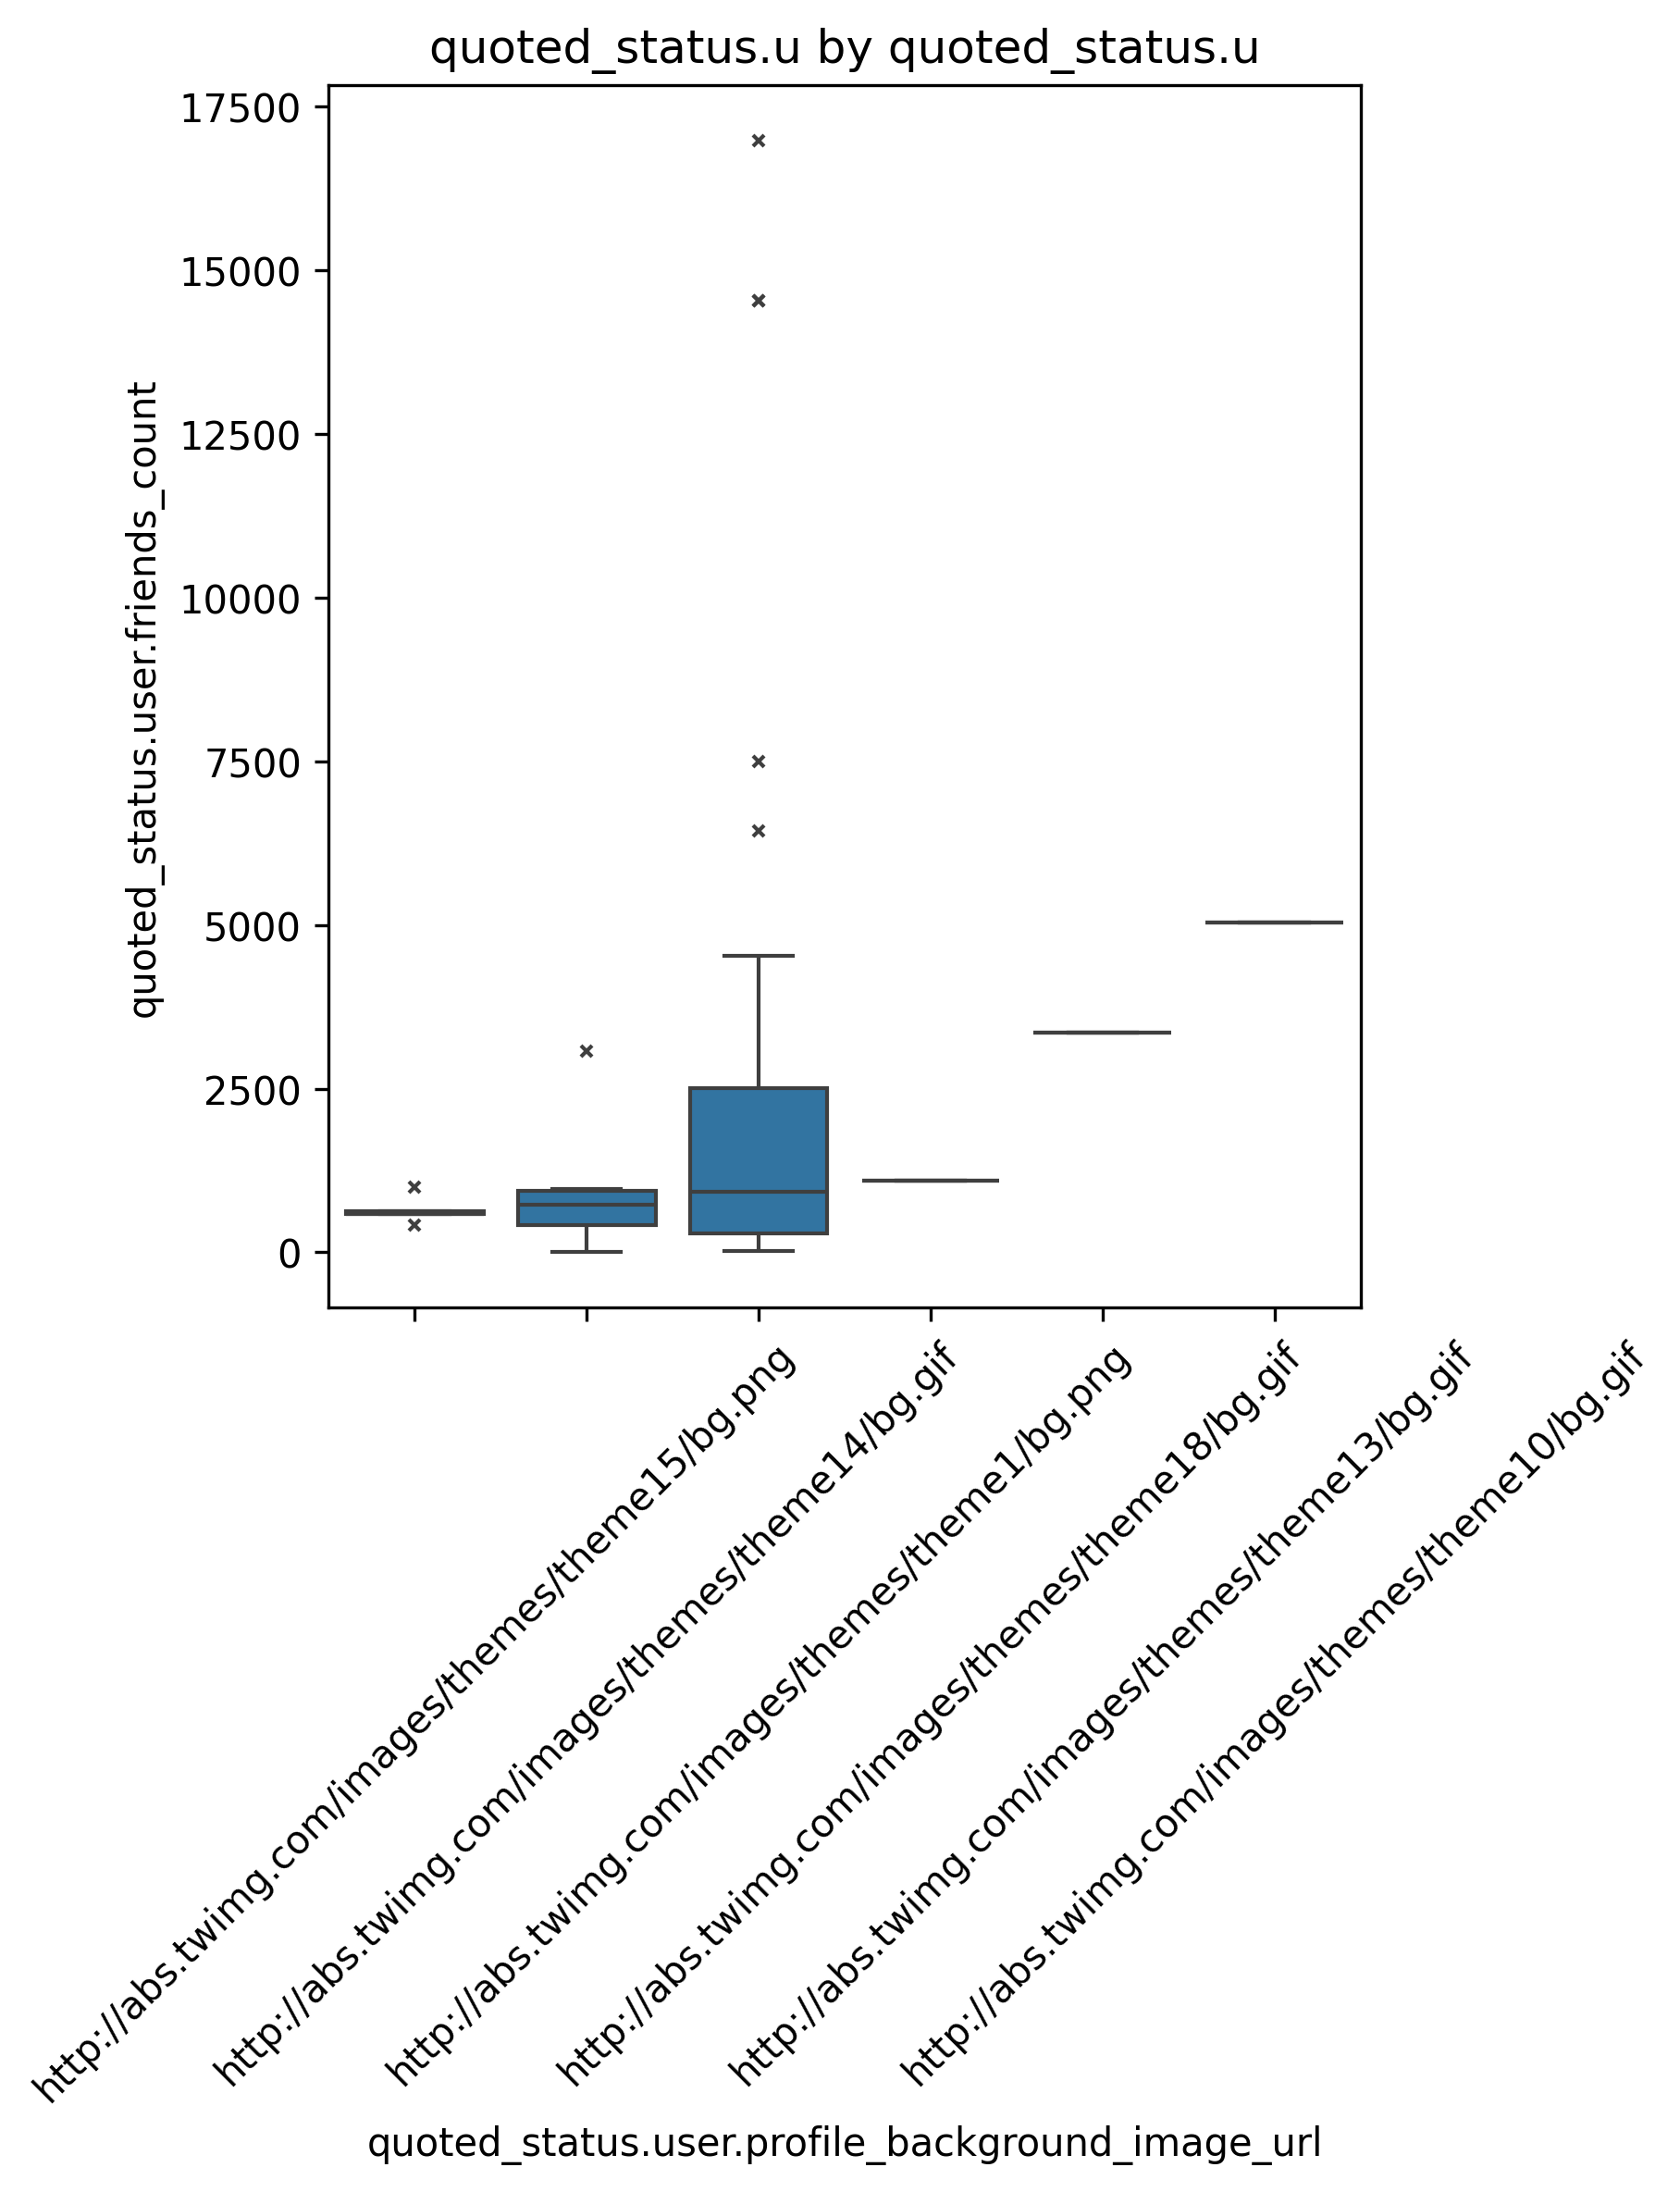 quoted_status.u by quoted_status.u
17500
15000
12500
10000
7500
5000
2500
0
quoted_status.user.friends_count
http://abs.twimg.com/images/themes/theme15/bg.png
http://abs.twimg.com/images/themes/theme14/bg.gif
http://abs.twimg.com/images/themes/theme1/bg.png
http://abs.twimg.com/images/themes/theme18/bg.gif
http://abs.twimg.com/images/themes/theme13/bg.gif
http://abs.twimg.com/images/themes/theme10/bg.gif
quoted_status.user.profile_background_image_url